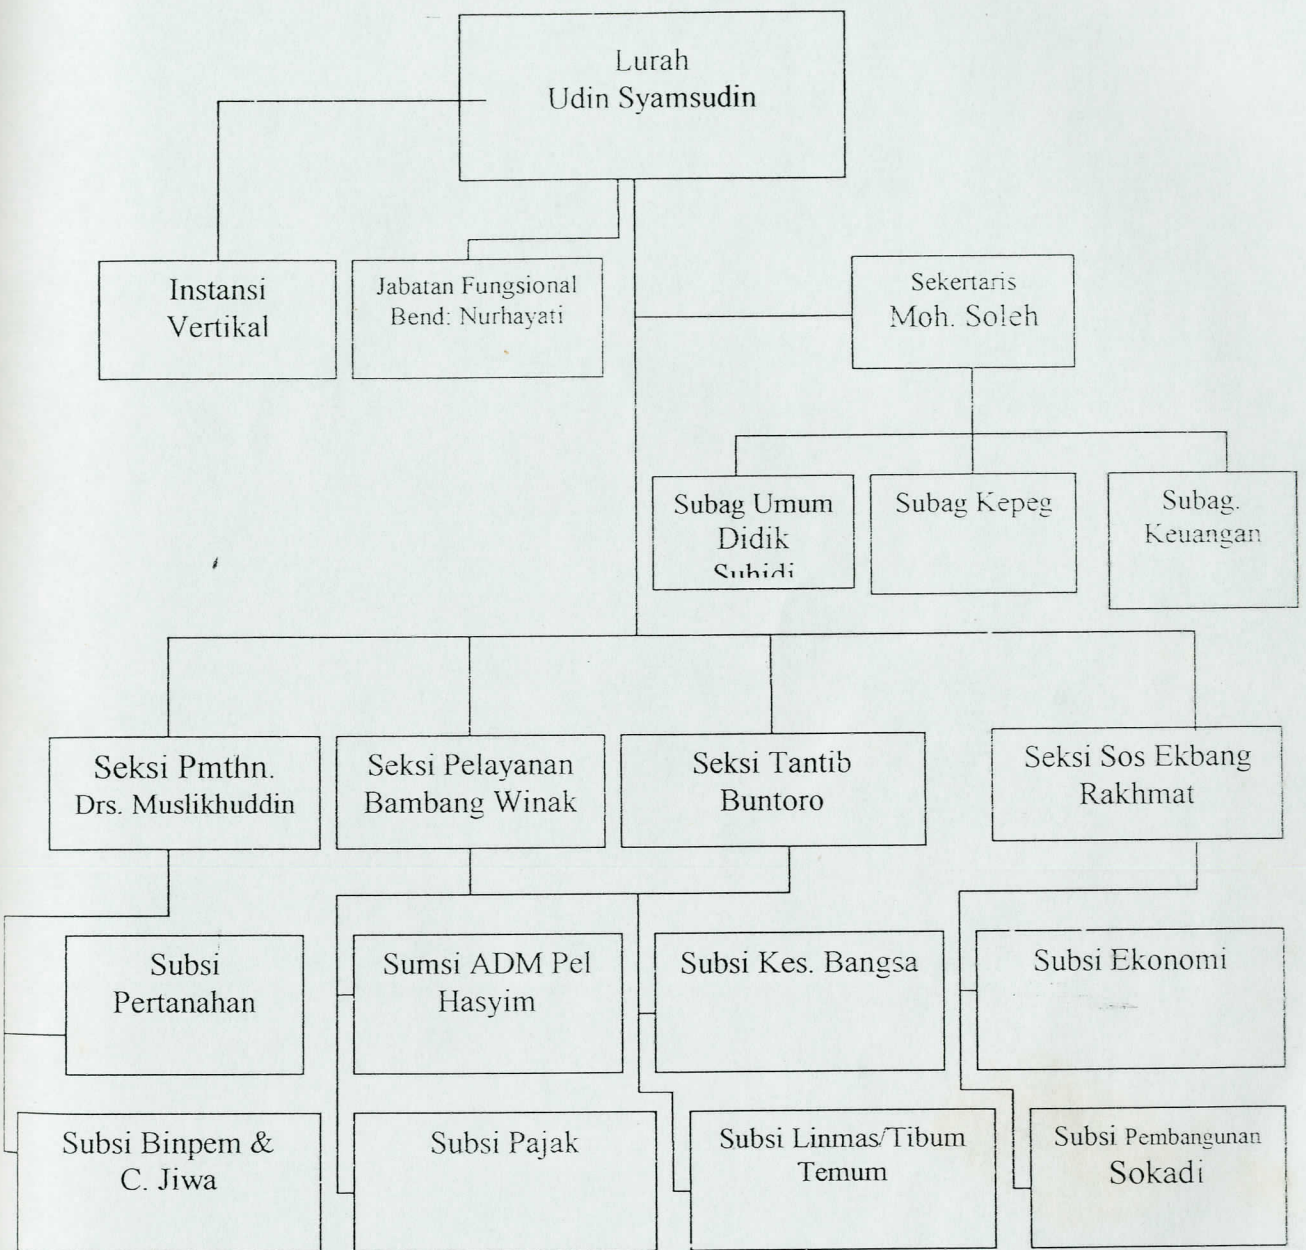 Lurah
Udin Syamsudin
Instansi
Vertikal
Jabatan Fungsional
Bend: Nurhayati
Sekertaris
Moh. Soleh
Subag Umum
Didik
Subag Kepeg
Subag.
Keuangan
Seksi Pmthn.
Drs. Muslikhuddin
Seksi Pelayanan
Bambang Winak
Seksi Tantib
Buntoro
Seksi Sos Ekbang
Rakhmat
Subsi
Pertanahan
Sumsi ADM Pel
Hasyim
Subsi Kes. Bangsa
Subsi Ekonomi
Subsi Binpem &
C. Jiwa
Subsi Pajak
Subsi Linmas/Tibum
Temum
Subsi Pembangunan
Sokadi